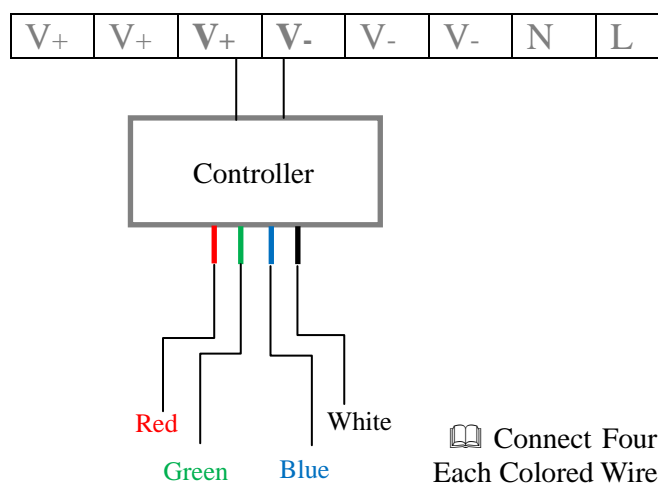 V+ V+ V+ V- V- V- N L
Controller
Red
White
Green
Blue
🕮 Connect Four
Each Colored Wire